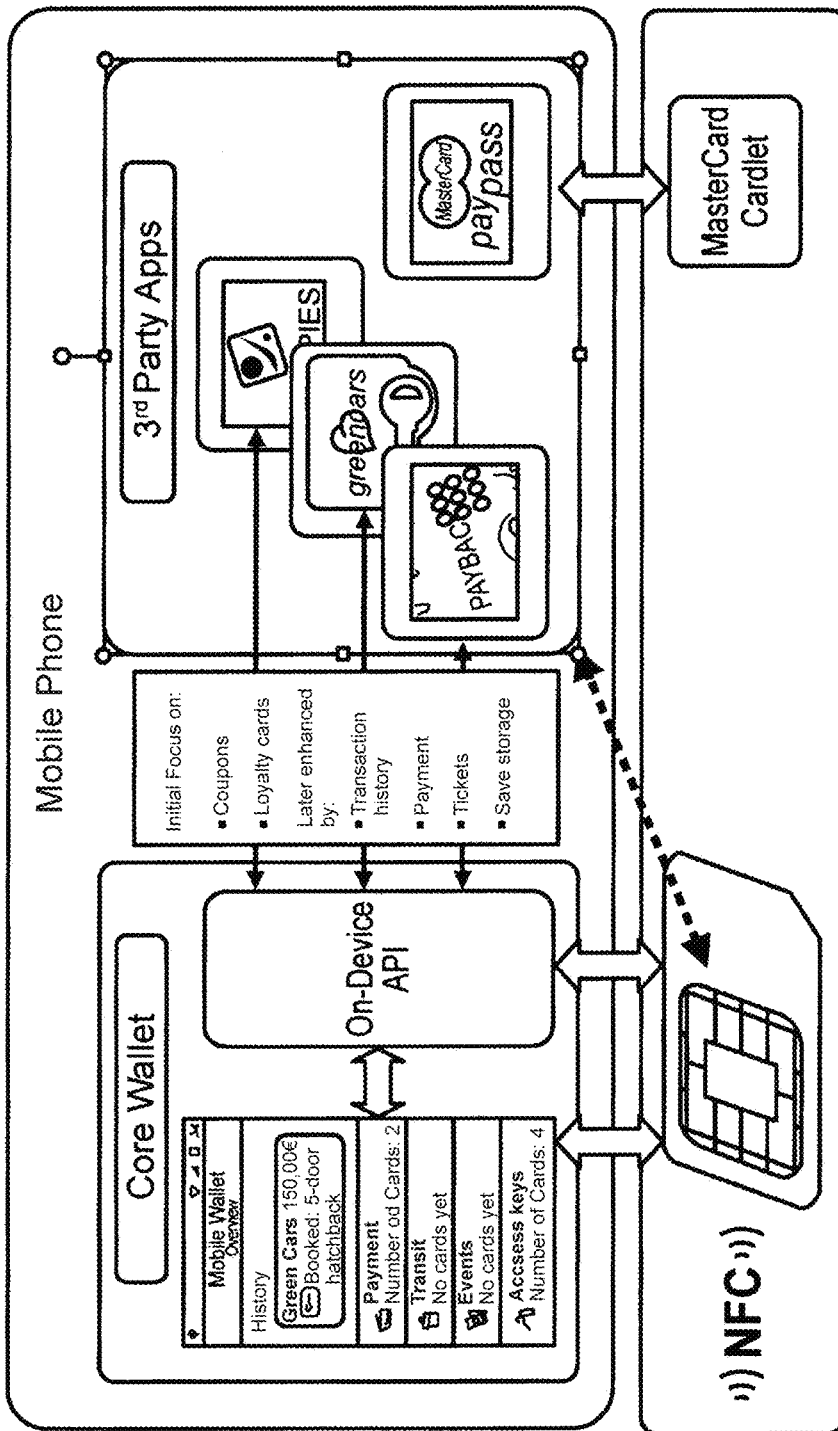 Mobile Phone
Core Wallet
Mobile Wallet
Overview
History
Green Cars 150,00€
Booked: 5-door
hatchback
Payment
Number od Cards: 2
Transit
No cards yet
Events
No cards yet
Accsess keys
Number of Cards: 4
On-Device
API
Initial Focus on:
▪ Coupons
▪ Loyalty cards
Later enhanced
by:
▪ Transaction
history
▪ Payment
▪ Tickets
▪ Save storage
3rd Party Apps
PIES
greencars
PAYBAC
MasterCard
paypass
NFC
MasterCard
Cardlet